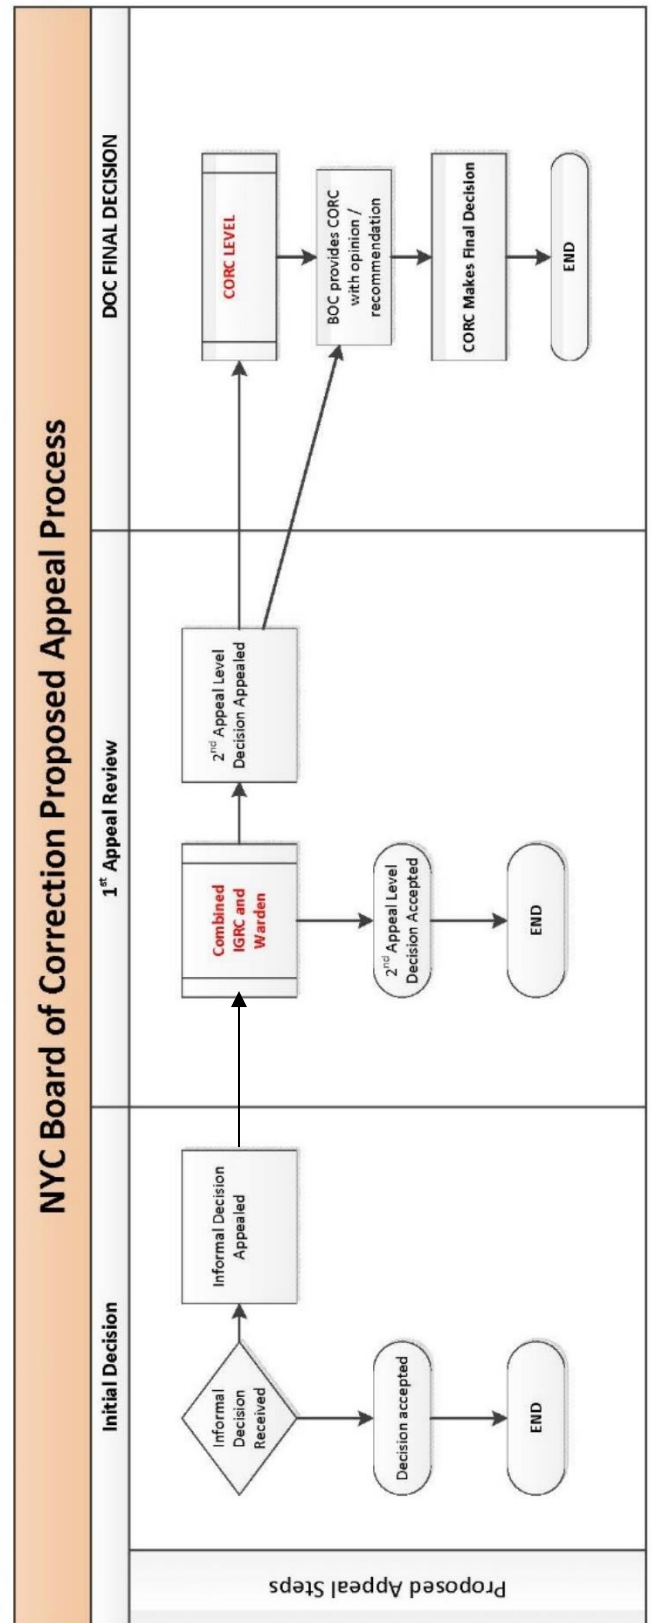 NYC Board of Correction Proposed Appeal Process
Initial Decision
1st Appeal Review
DOC FINAL DECISION
Proposed Appeal Steps
Informal
Decision
Received
Informal Decision
Appealed
Decision accepted
END
Combined
IGRC and
Warden
2nd Appeal Level
Decision Appealed
2nd Appeal Level
Decision Accepted
END
CORC LEVEL
BOC provides CORC
with opinion /
recommendation
CORC Makes Final Decision
END